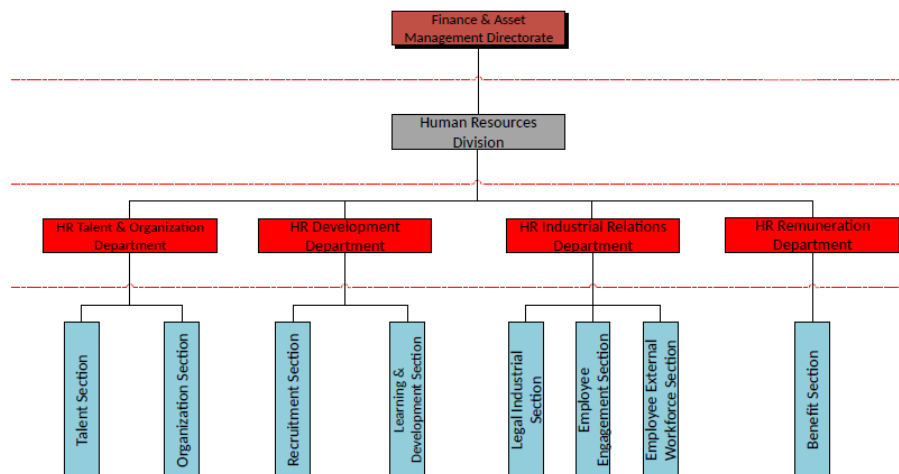 Finance & Asset
Management Directorate
Human Resources
Division
HR Talent & Organization
Department
HR Development
Department
HR Industrial Relations
Department
HR Remuneration
Department
Talent Section
Organization Section
Recruitment Section
Learning &
Development Section
Legal Industrial
Section
Employee
Engagement Section
Employee External
Workforce Section
Benefit Section